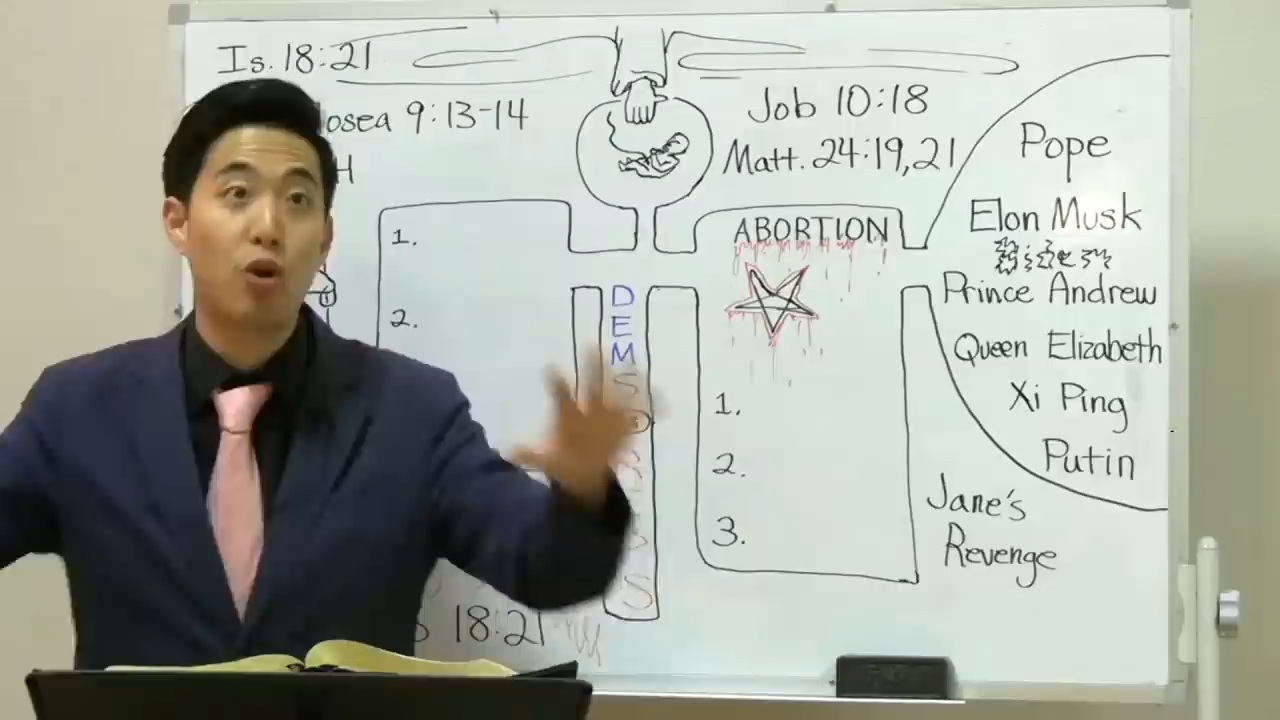 Is. 18:21
osea 9:13-14
H
Job 10:18
Matt. 24:19,21
1.
2.
DEM
S
S
ABORTION
1.
2.
3.
Pope
Elon Musk
Prince Andrew
Queen Elizabeth
Xi Ping
Putin
Jane's
Revenge
18:21